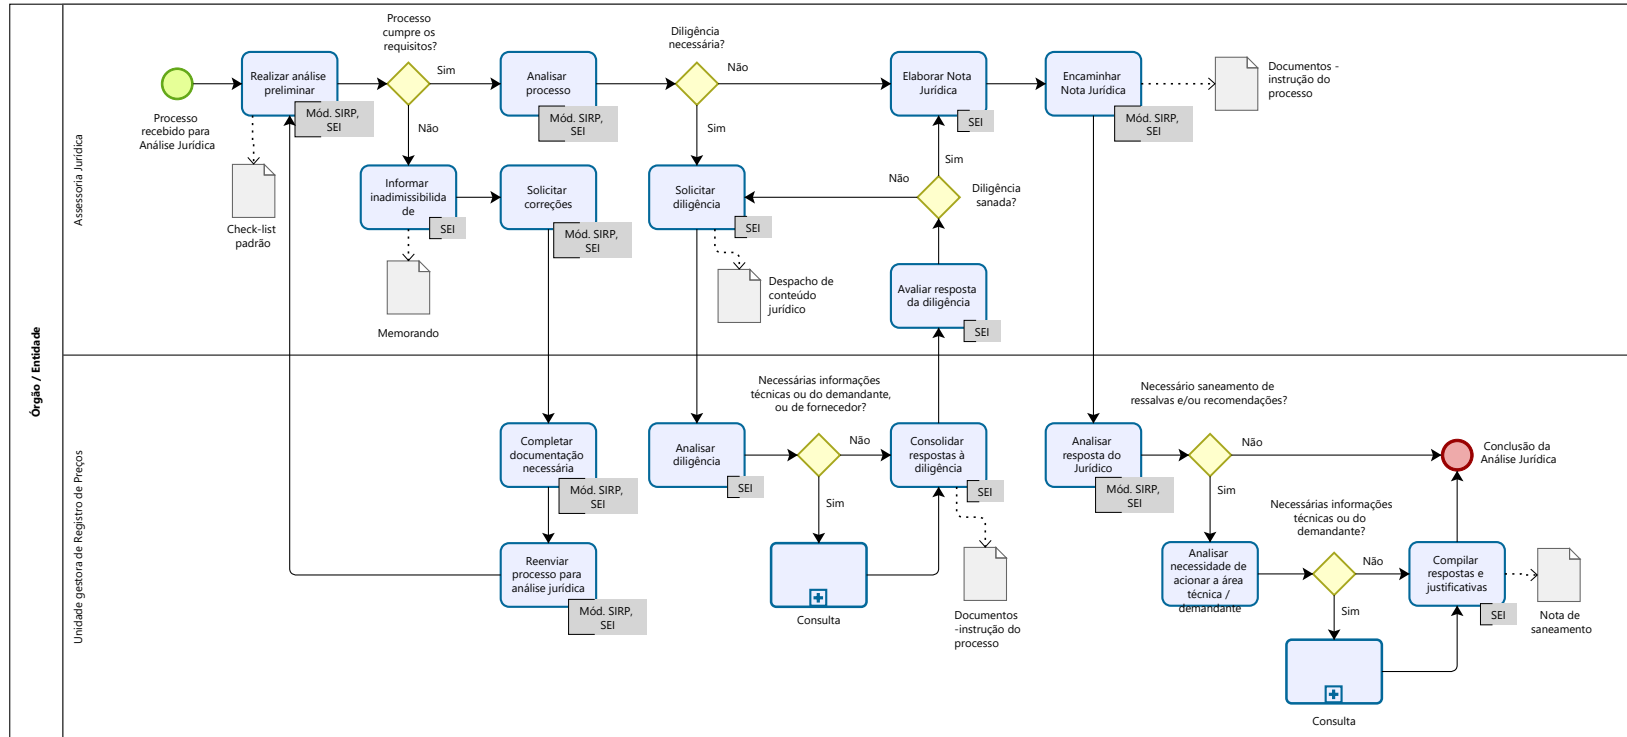 Órgão / Entidade
Assessoria Jurídica
Processo
recebido para
Análise Jurídica
Realizar análise
preliminar
Mód. SIRP,
SEI
Check-list
padrão
Processo
cumpre os
requisitos?
Sim
Não
Analisar
processo
Mód. SIRP,
SEI
Informar
inadmissibilida
de
SEI
Memorando
Solicitar
correções
Mód. SIRP,
SEI
Diligência
necessária?
Não
Sim
Solicitar
diligência
SEI
Despacho de
conteúdo
jurídico
Elaborar Nota
Jurídica
SEI
Sim
Não
Diligência
sanada?
Avaliar resposta
da diligência
SEI
Encaminhar
Nota Jurídica
Mód. SIRP,
SEI
Documentos -
instrução do
processo
Unidade gestora de Registro de Preços
Completar
documentação
necessária
Mód. SIRP,
SEI
Reenviar
processo para
análise jurídica
Mód. SIRP,
SEI
Analisar
diligência
SEI
Necessárias informações
técnicas ou do demandante,
ou de fornecedor?
Não
Sim
Consulta
Consolidar
respostas à
diligência
SEI
Documentos
-instrução do
processo
Analisar
resposta do
Jurídico
Mód. SIRP,
SEI
Necessário saneamento de
ressalvas e/ou recomendações?
Não
Sim
Analisar
necessidade de
acionar a área
técnica /
demandante
Necessárias informações
técnicas ou do
demandante?
Não
Sim
Consulta
Compilar
respostas e
justificativas
SEI
Nota de
saneamento
Conclusão da
Análise Jurídica